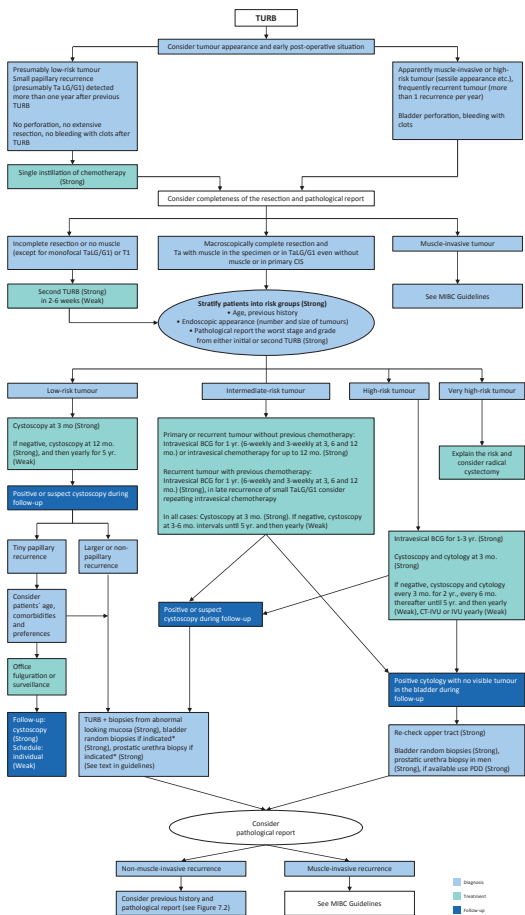 TURB
Consider tumour appearance and early post-operative situation
Presumably low-risk tumour
Small papillary recurrence
(presumably Ta LG/G1) detected
more than one year after previous
TURB
No perforation, no extensive
resection, no bleeding with clots after
TURB
Apparently muscle-invasive or high-
risk tumour (sessile appearance etc.),
frequently recurrent tumour (more
than 1 recurrence per year)
Bladder perforation, bleeding with
clots
Single instillation of chemotherapy
(Strong)
Consider completeness of the resection and pathological report
Incomplete resection or no muscle
(except for monofocal TaLG/G1) or T1
Macroscopically complete resection and
Ta with muscle in the specimen or in TaLG/G1 even without
muscle or in primary CIS
Muscle-invasive tumour
Second TURB (Strong)
in 2-6 weeks (Weak)
See MIBC Guidelines
Stratify patients into risk groups (Strong)
• Age, previous history
• Endoscopic appearance (number and size of tumours)
• Pathological report the worst stage and grade
from either initial or second TURB (Strong)
Low-risk tumour
Intermediate-risk tumour
High-risk tumour
Very high-risk tumour
Cystoscopy at 3 mo (Strong)
If negative, cystoscopy at 12 mo.
(Strong), and then yearly for 5 yr.
(Weak)
Primary or recurrent tumour without previous chemotherapy:
Intravesical BCG for 1 yr. (6-weekly and 3-weekly at 3, 6 and 12
mo.) or intravesical chemotherapy for up to 12 mo. (Strong)
Recurrent tumour with previous chemotherapy:
Intravesical BCG for 1 yr. (6-weekly and 3-weekly at 3, 6 and 12
mo.) (Strong), in late recurrence of small TaLG/G1 consider
repeating intravesical chemotherapy
In all cases: Cystoscopy at 3 mo. (Strong). If negative, cystoscopy
at 3-6 mo. intervals until 5 yr. and then yearly (Weak)
Explain the risk and
consider radical
cystectomy
Positive or suspect cystoscopy during
follow-up
Tiny papillary
recurrence
Larger or non-
papillary
recurrence
Intravesical BCG for 1-3 yr. (Strong)
Cystoscopy and cytology at 3 mo.
(Strong)
If negative, cystoscopy and cytology
every 3 mo. for 2 yr., every 6 mo.
thereafter until 5 yr. and then yearly
(Weak), CT-IVU or IVU yearly (Weak)
Consider
patients´ age,
comorbidities
and
preferences
Positive or suspect
cystoscopy during follow-up
Office
fulguration or
surveillance
Positive cytology with no visible tumour
in the bladder during
follow-up
Follow-up:
cystoscopy
(Strong)
Schedule:
individual
(Weak)
TURB + biopsies from abnormal
looking mucosa (Strong), bladder
random biopsies if indicated*
(Strong), prostatic urethra biopsy if
indicated* (Strong)
(See text in guidelines)
Re-check upper tract (Strong)
Bladder random biopsies (Strong),
prostatic urethra biopsy in men
(Strong), if available use PDD (Strong)
Consider
pathological report
Non-muscle-invasive recurrence
Muscle-invasive recurrence
Consider previous history and
pathological report (see Figure 7.2)
See MIBC Guidelines
Diagnosis
Treatment
Follow-up